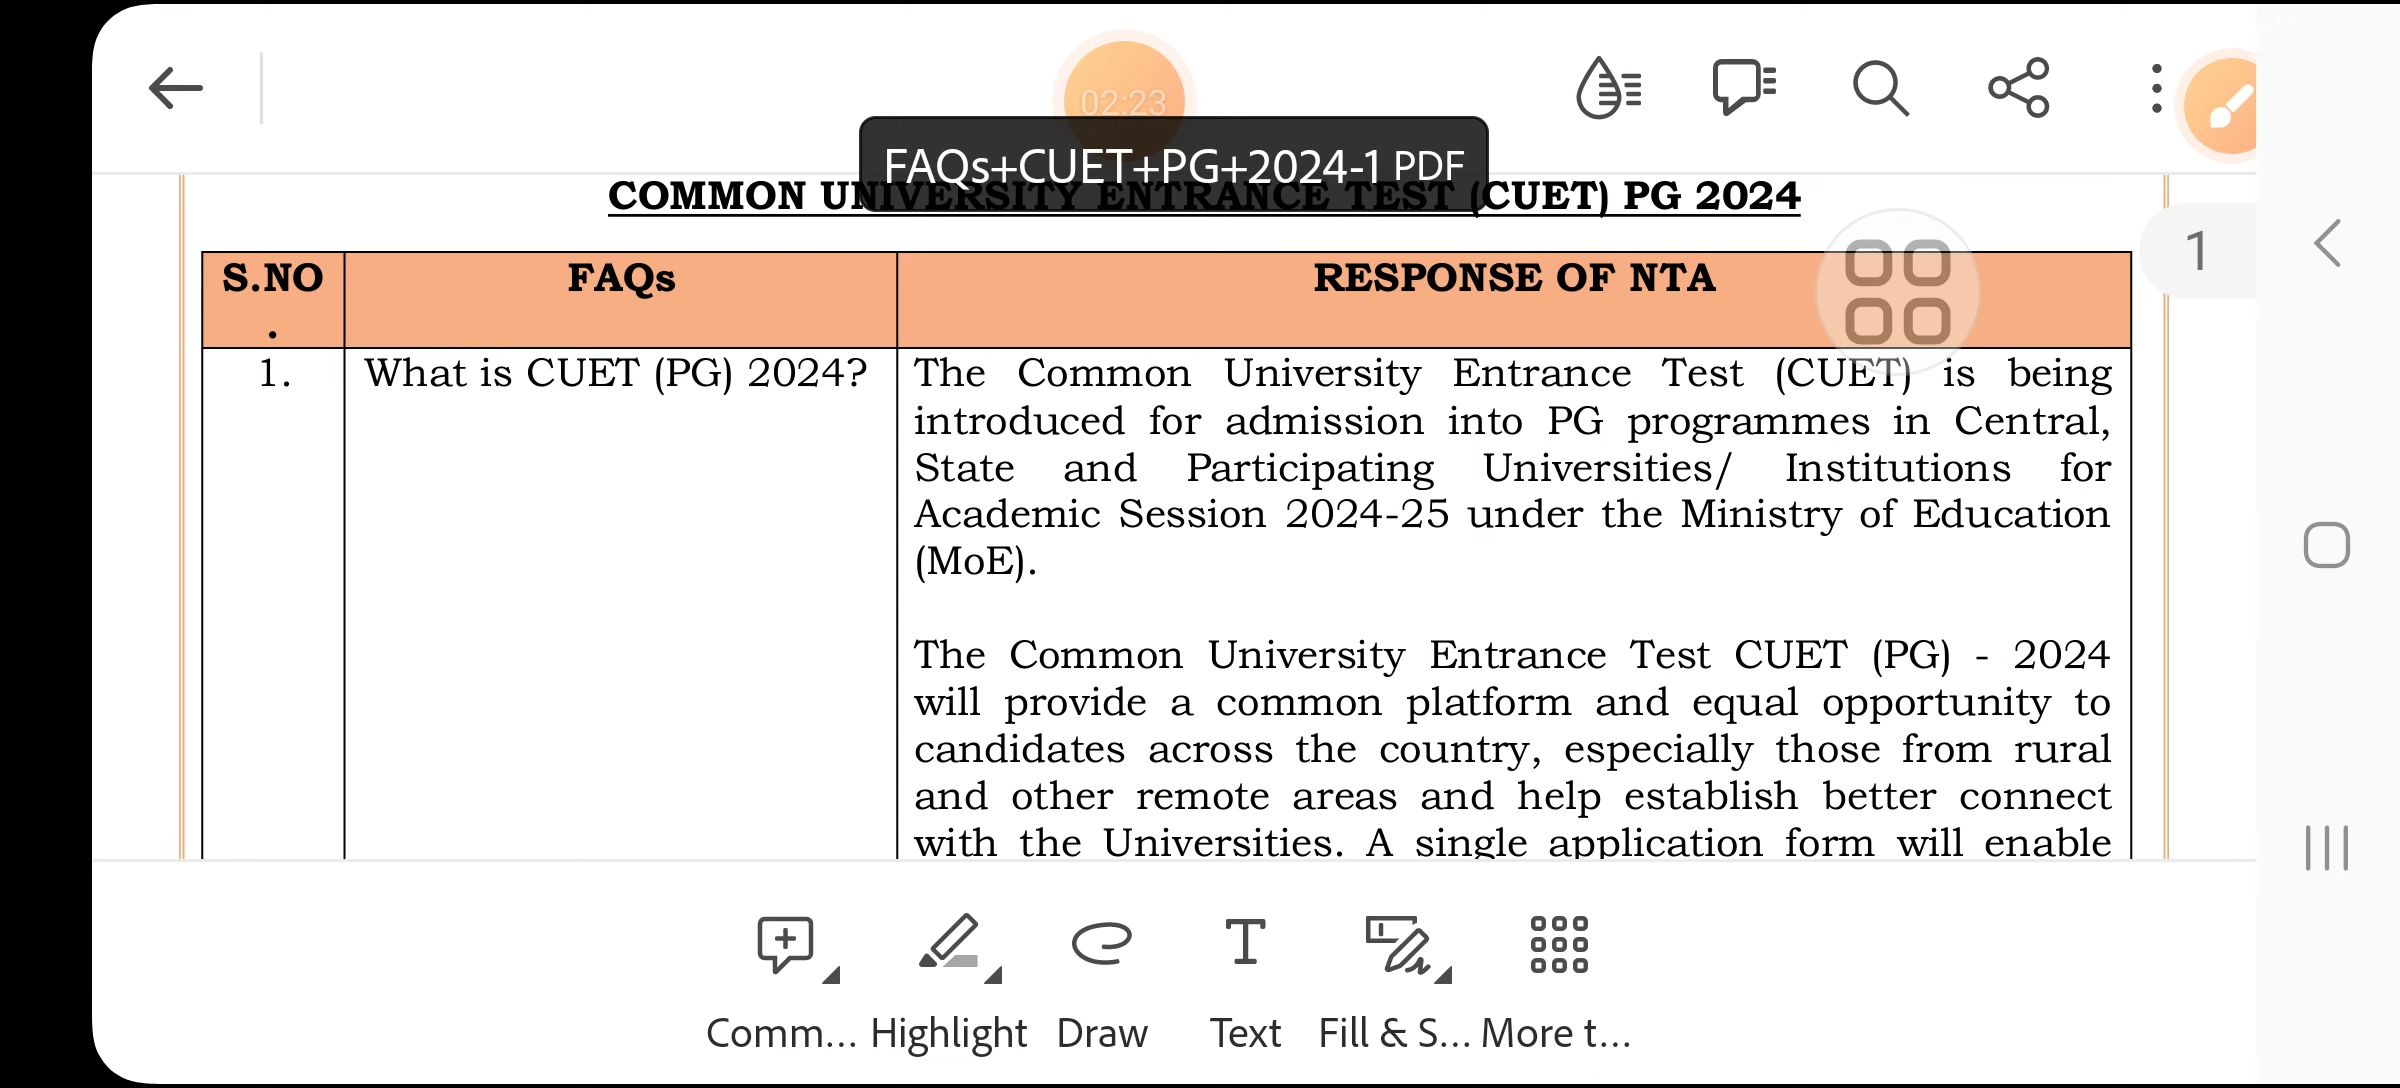 02:23
FAQs+CUET+PG+2024-1 PDF
COMMON UNIVERSITY ENTRANCE TEST (CUET) PG 2024
1
S.NO FAQs RESPONSE OF NTA
.
1. What is CUET (PG) 2024? The Common University Entrance Test (CUET) is being
introduced for admission into PG programmes in Central,
State and Participating Universities/ Institutions for
Academic Session 2024-25 under the Ministry of Education
(MoE).
The Common University Entrance Test CUET (PG) - 2024
will provide a common platform and equal opportunity to
candidates across the country, especially those from rural
and other remote areas and help establish better connect
with the Universities. A single application form will enable
Comm... Highlight Draw Text Fill & S... More t...